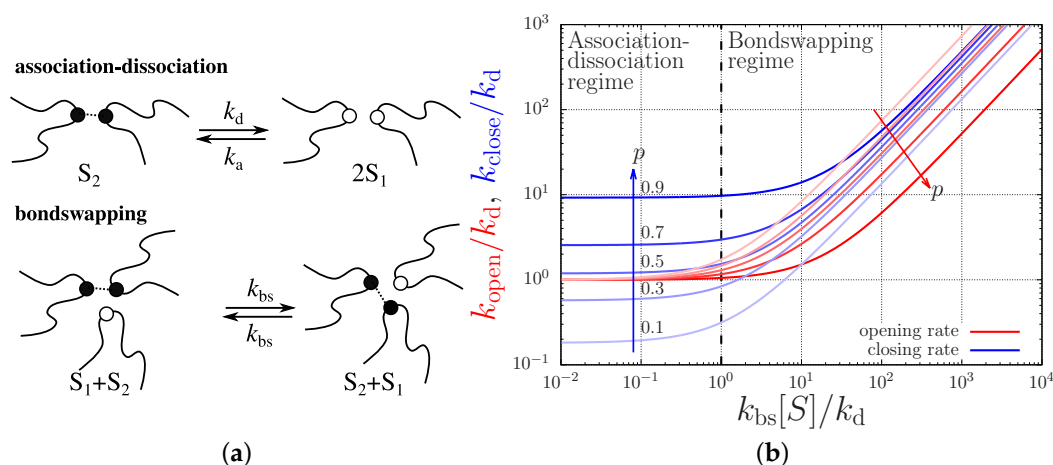 association-dissociation
k_d
k_a
S_2
2S_1
bondswapping
k_bs
k_bs
S_1+S_2
S_2+S_1
(a)
k_open/k_d, k_close/k_d
10^3
10^2
10^1
10^0
10^-1
Association-
dissociation
regime
Bondswapping
regime
p
0.9
0.7
0.5
0.3
0.1
p
opening rate
closing rate
10^-2
10^-1
10^0
10^1
10^2
10^3
10^4
k_bs[S]/k_d
(b)